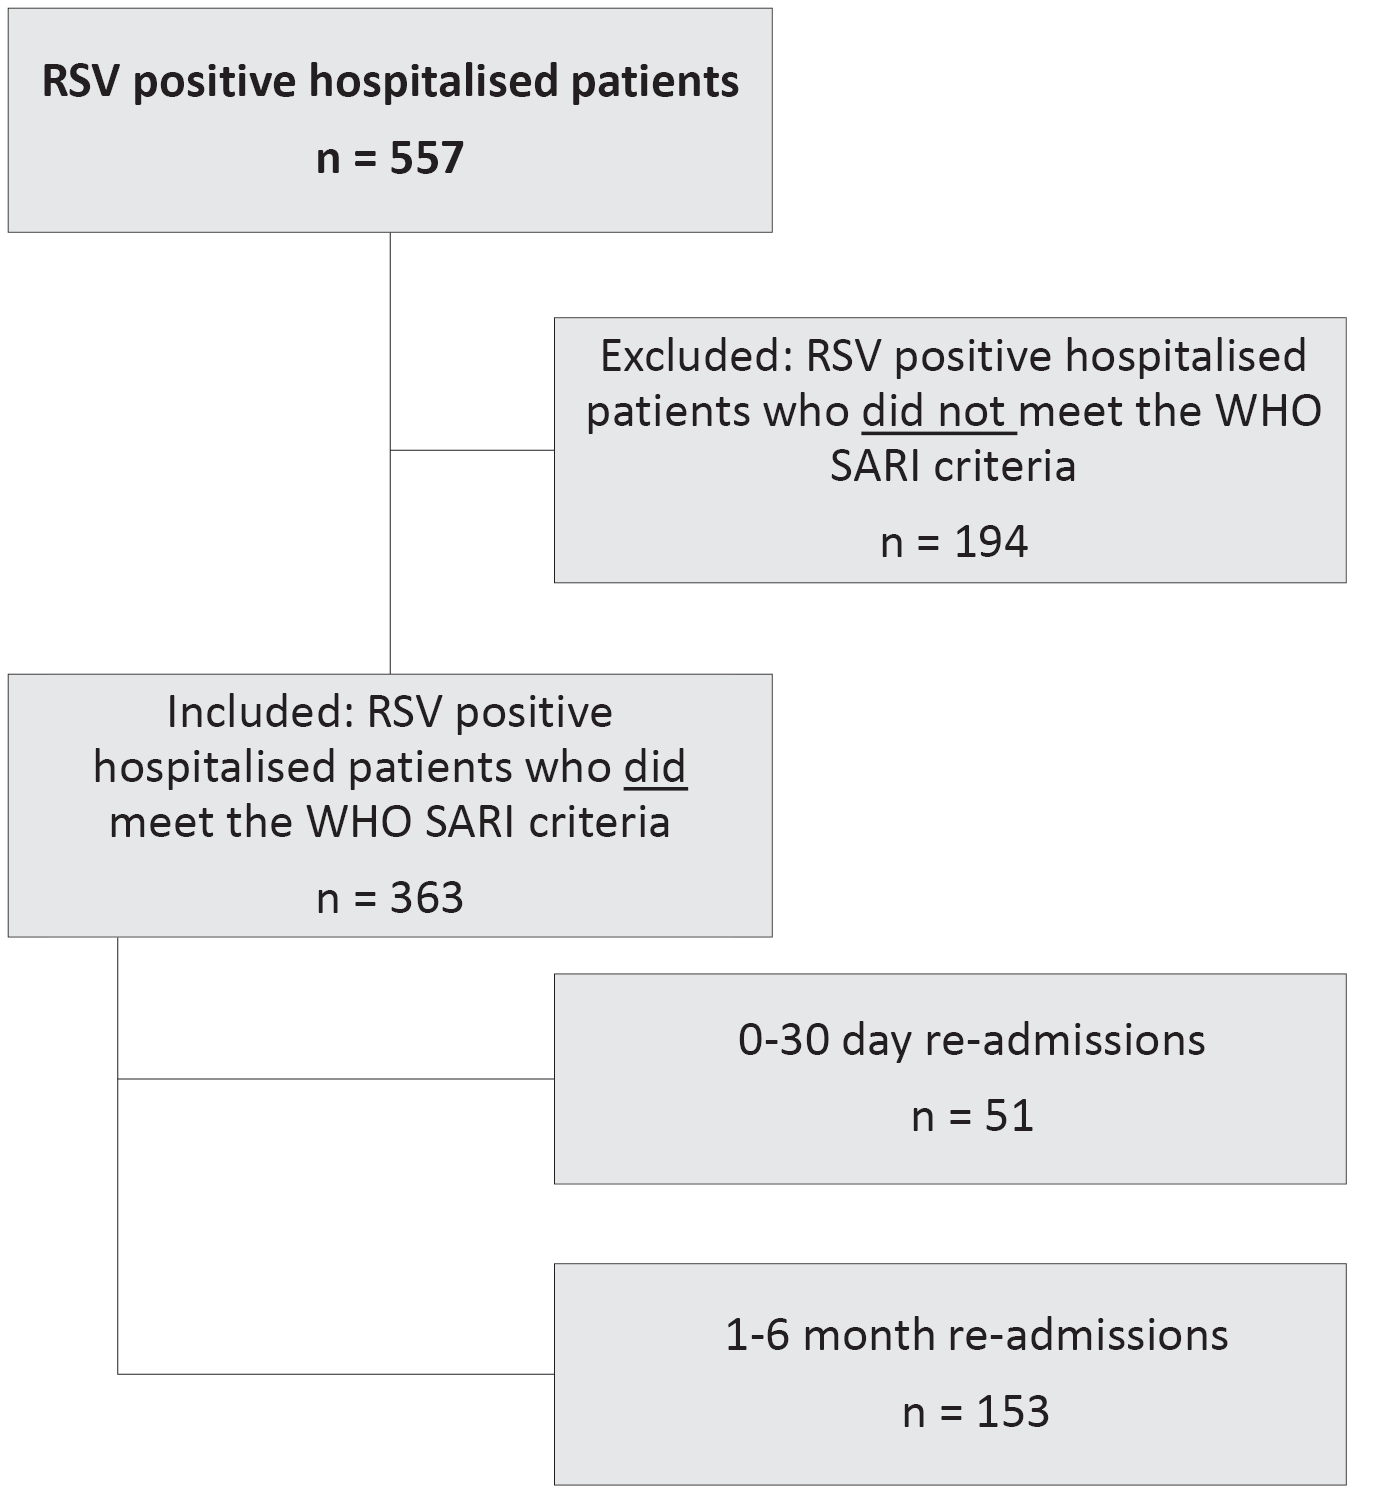 RSV positive hospitalised patients
n = 557
Excluded: RSV positive hospitalised
patients who did not meet the WHO
SARI criteria
n = 194
Included: RSV positive
hospitalised patients who did
meet the WHO SARI criteria
n = 363
0-30 day re-admissions
n = 51
1-6 month re-admissions
n = 153